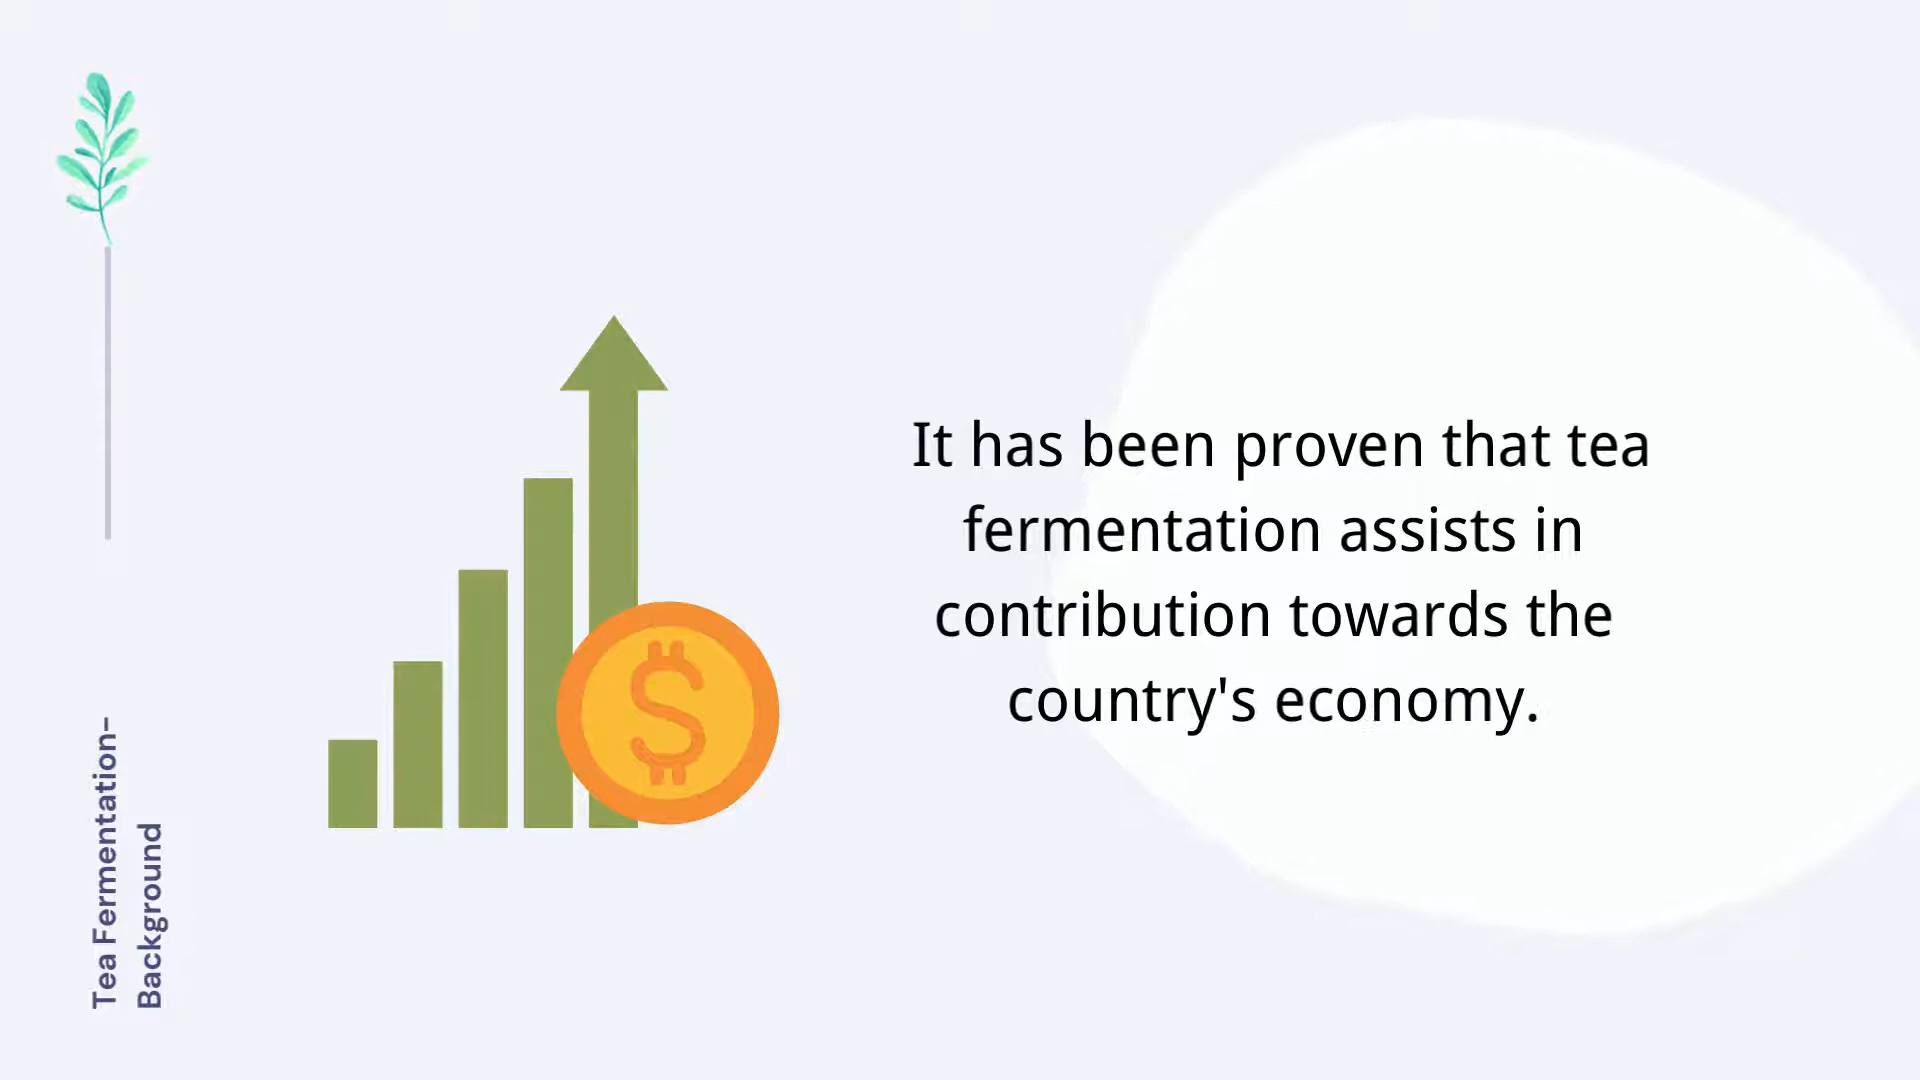 It has been proven that tea
fermentation assists in
contribution towards the
country's economy.
Tea Fermentation-
Background
$